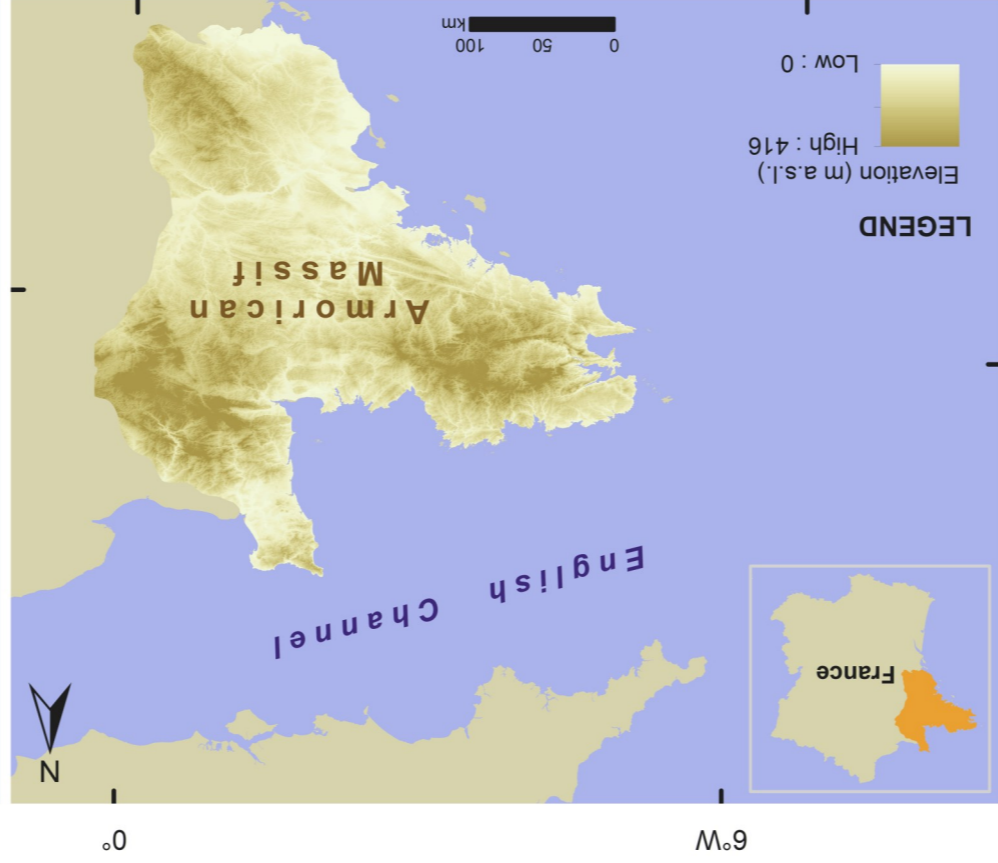 6°W
0°
N
France
English Channel
Armorican
Massif
LEGEND
Elevation (m a.s.l.)
High : 416
Low : 0
0 50 100
km